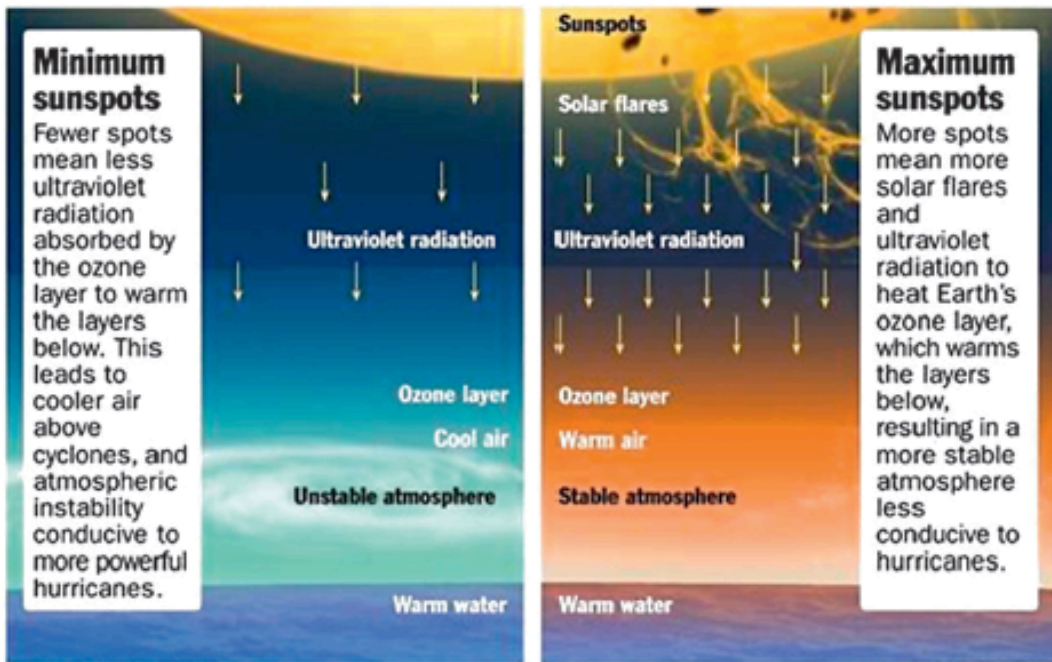 Minimum
sunspots
Fewer spots
mean less
ultraviolet
radiation
absorbed by
the ozone
layer to warm
the layers
below. This
leads to
cooler air
above
cyclones, and
atmospheric
instability
conducive to
more powerful
hurricanes.
Ultraviolet radiation
Ozone layer
Cool air
Unstable atmosphere
Warm water
Sunspots
Solar flares
Ultraviolet radiation
Ozone layer
Warm air
Stable atmosphere
Warm water
Maximum
sunspots
More spots
mean more
solar flares
and
ultraviolet
radiation to
heat Earth's
ozone layer,
which warms
the layers
below,
resulting in a
more stable
atmosphere
less
conducive to
hurricanes.